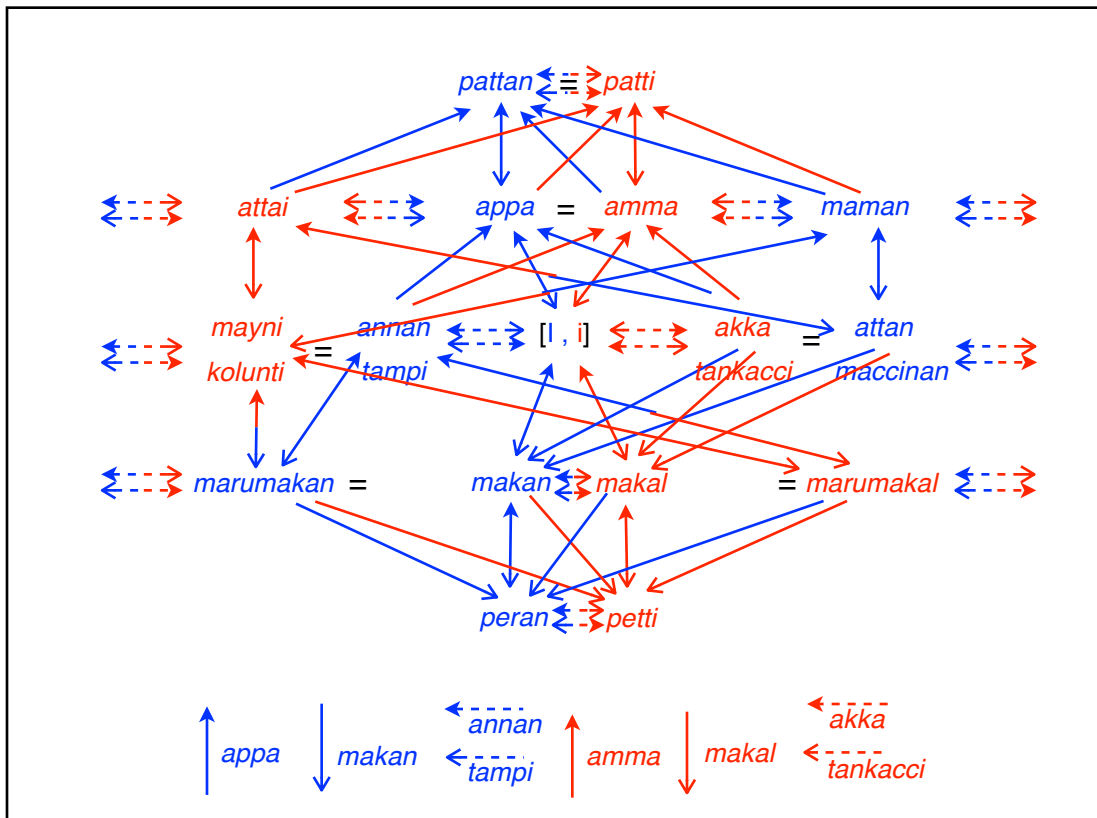 pattan = patti
attai appa = amma maman
mayni annan [I , i] akka attan
= =
kolunti tampi tankacci maccinan
marumakan = makan makal = marumakal
peran petti
annan akka
appa makan amma makal
tampi tankacci